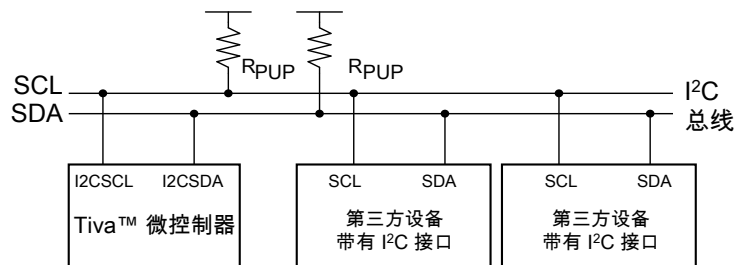 RPUP RPUP
SCL I²C
SDA 总线
I2CSCL I2CSDA SCL SDA SCL SDA
Tiva™ 微控制器 第三方设备 第三方设备
带有 I²C 接口 带有 I²C 接口